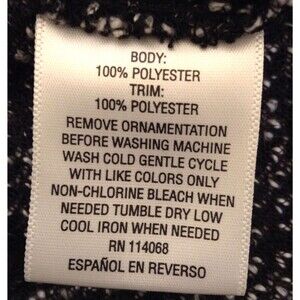 BODY:
100% POLYESTER
TRIM:
100% POLYESTER
REMOVE ORNAMENTATION
BEFORE WASHING MACHINE
WASH COLD GENTLE CYCLE
WITH LIKE COLORS ONLY
NON-CHLORINE BLEACH WHEN
NEEDED TUMBLE DRY LOW
COOL IRON WHEN NEEDED
RN 114068
ESPAÑOL EN REVERSO